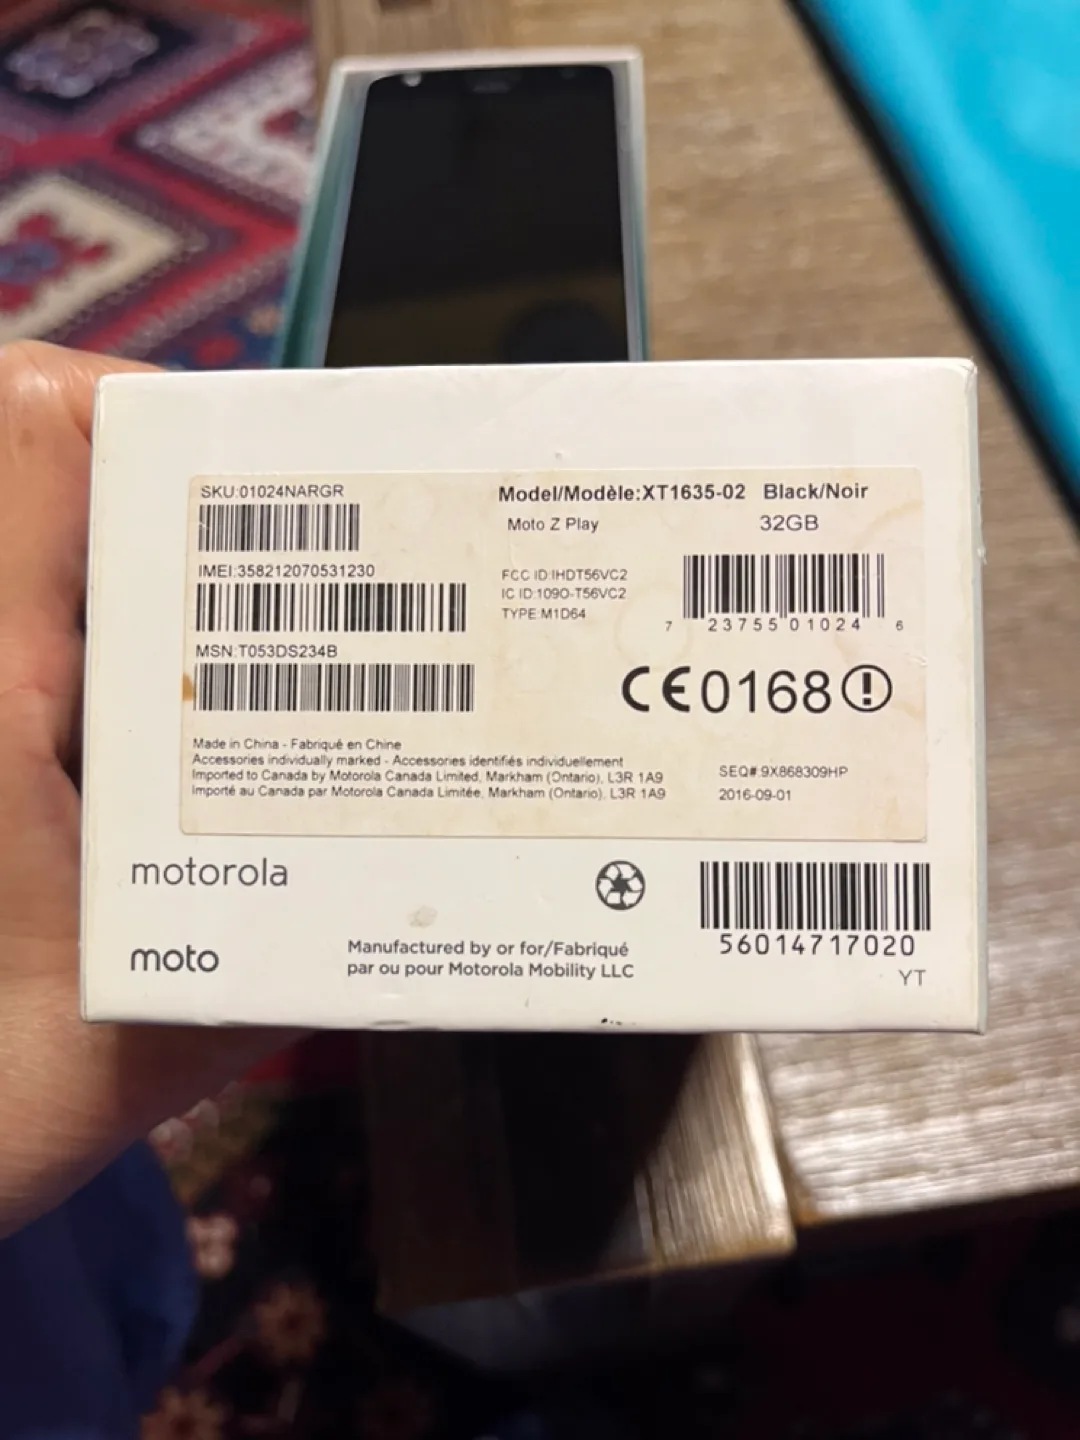 SKU:01024NARGR
IMEI:358212070531230
MSN:T053DS234B
Model/Modèle:XT1635-02 Black/Noir
Moto Z Play 32GB
FCC ID:IHDT56VC2
IC ID:109O-T56VC2
TYPE:M1D64
7 23755 01024 6
CE0168
Made in China - Fabriqué en Chine
Accessories individually marked - Accessories identifiés individuellement
Imported to Canada by Motorola Canada Limited, Markham (Ontario), L3R 1A9
Importé au Canada par Motorola Canada Limitée, Markham (Ontario), L3R 1A9
SEQ#:9X868309HP
2016-09-01
motorola
moto
Manufactured by or for/Fabriqué
par ou pour Motorola Mobility LLC
56014717020
YT